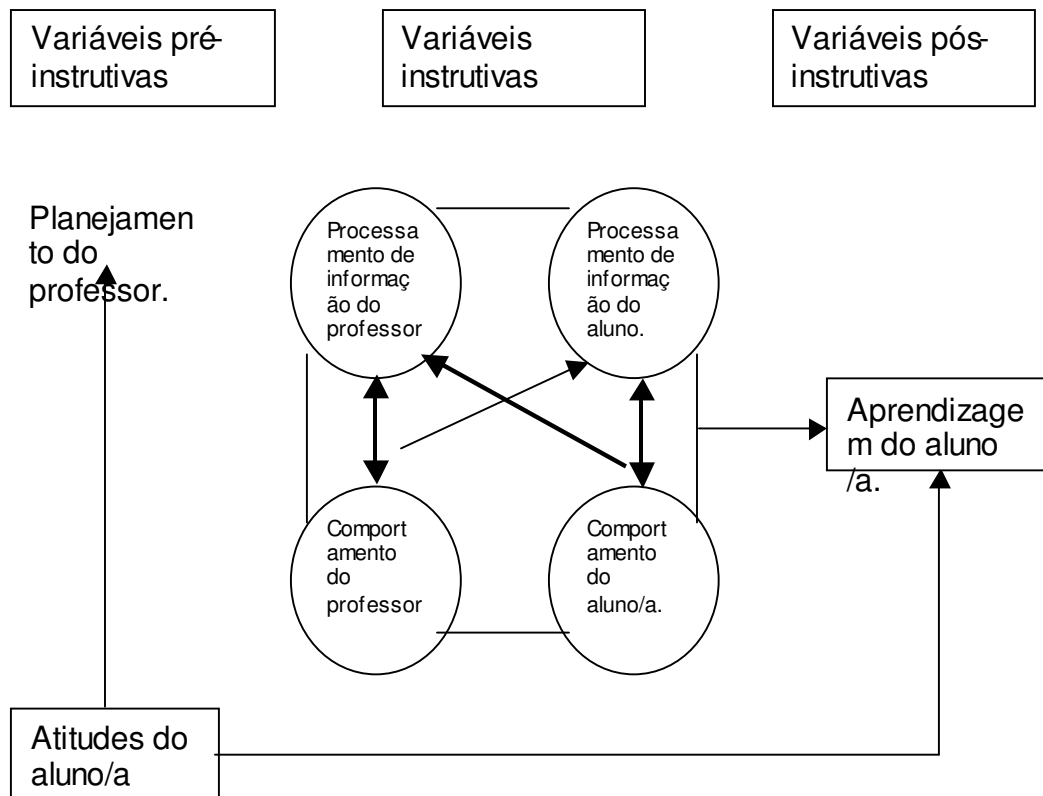 Variáveis pré-
instrutivas
Variáveis
instrutivas
Variáveis pós-
instrutivas
Planejamen
to do
professor.
Processa
mento de
informaç
ão do
professor
Processa
mento de
informaç
ão do
aluno.
Aprendizage
m do aluno
/a.
Comport
amento
do
professor
Comport
amento
do
aluno/a.
Atitudes do
aluno/a